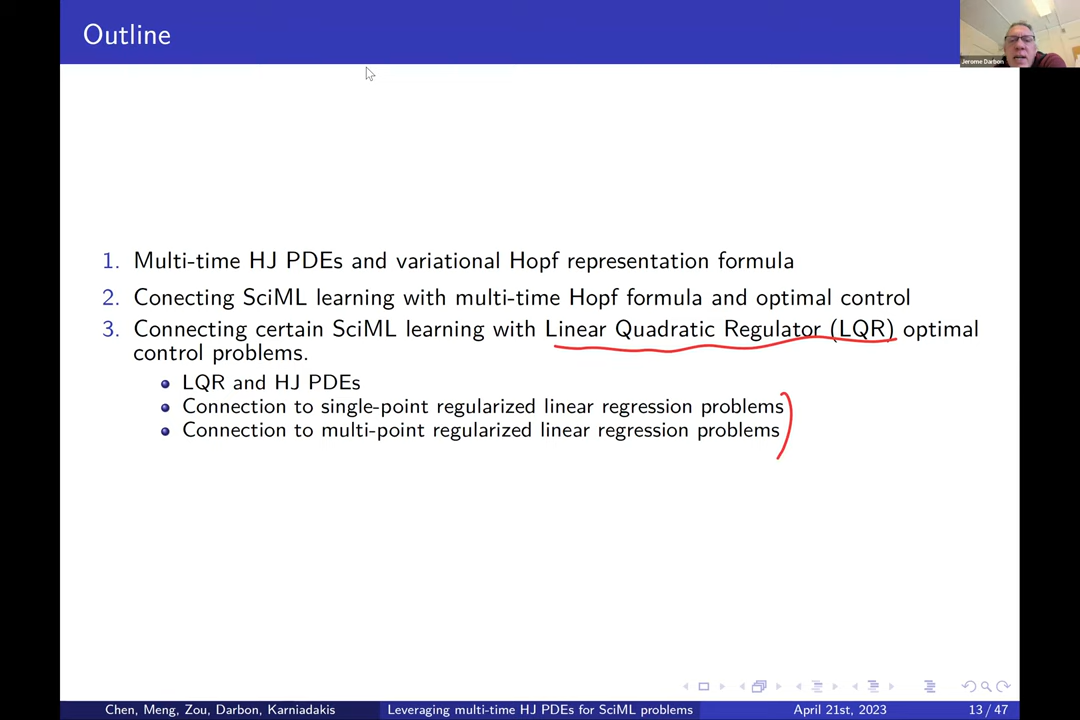 Outline
Jerome Darbon
1. Multi-time HJ PDEs and variational Hopf representation formula
2. Conecting SciML learning with multi-time Hopf formula and optimal control
3. Connecting certain SciML learning with Linear Quadratic Regulator (LQR) optimal
control problems.
LQR and HJ PDEs
Connection to single-point regularized linear regression problems
Connection to multi-point regularized linear regression problems
Chen, Meng, Zou, Darbon, Karniadakis Leveraging multi-time HJ PDEs for SciML problems April 21st, 2023 13 / 47